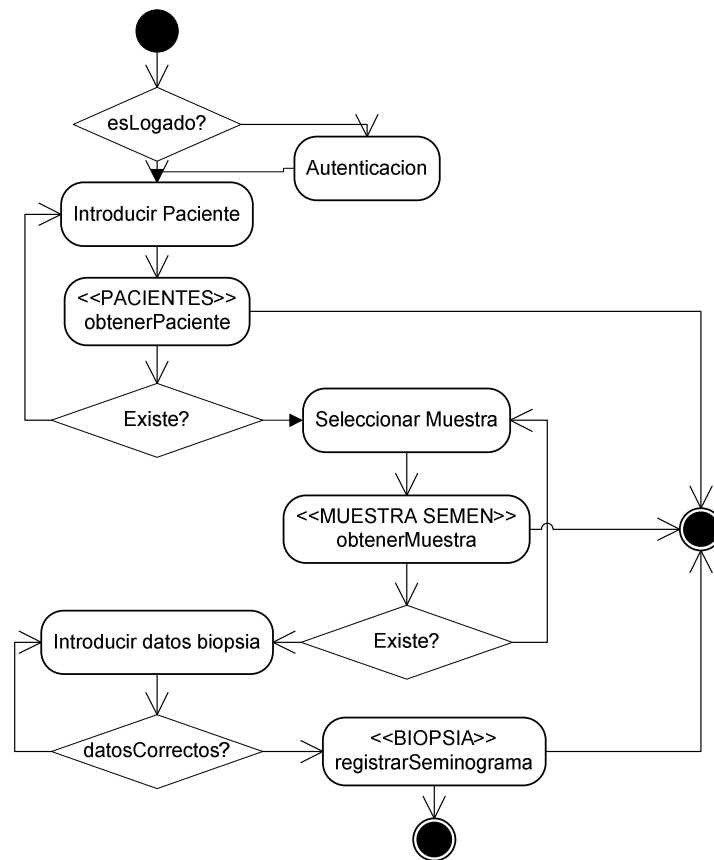 esLogado?
Autenticacion
Introducir Paciente
<<PACIENTES>>
obtenerPaciente
Existe?
Seleccionar Muestra
<<MUESTRA SEMEN>>
obtenerMuestra
Introducir datos biopsia
Existe?
datosCorrectos?
<<BIOPSIA>>
registrarSeminograma